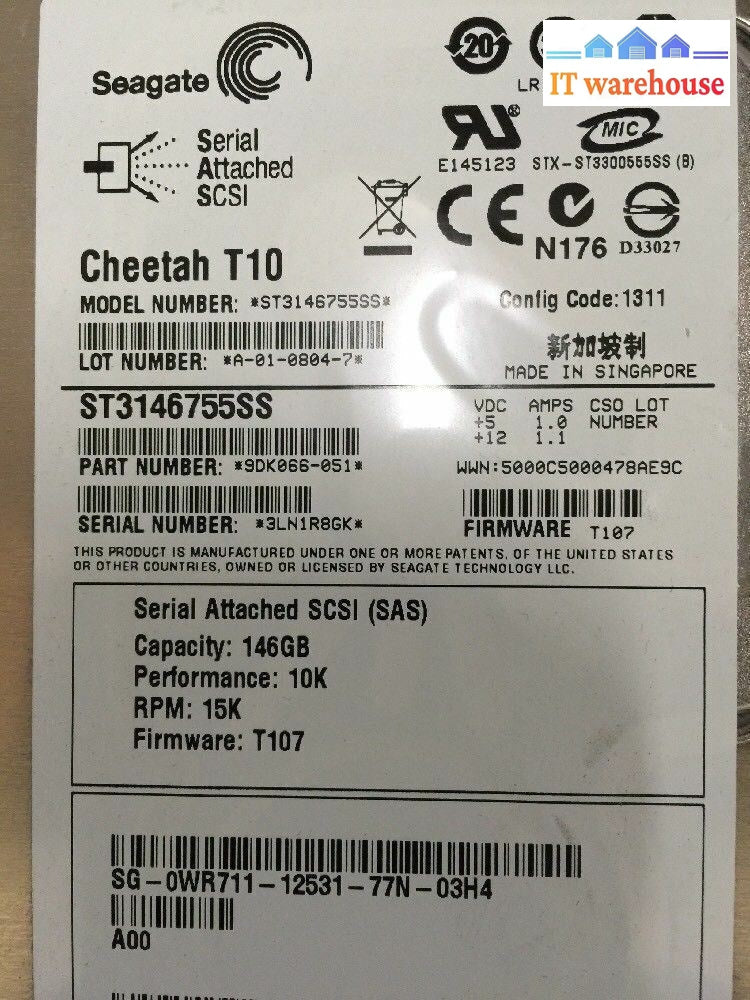 Seagate
20
LR
IT warehouse
Serial
Attached
SCSI
E145123
MIC
STX-ST3300555SS (B)
CE
N176
D33027
Cheetah T10
MODEL NUMBER: *ST3146755SS*
Config Code:1311
LOT NUMBER: *A-01-0804-7*
新加坡制
MADE IN SINGAPORE
ST3146755SS
VDC AMPS CSO LOT
+5 1.0 NUMBER
+12 1.1
PART NUMBER: *9DK066-051*
WWN:5000C5000478AE9C
SERIAL NUMBER: *3LN1R8GK*
FIRMWARE T107
THIS PRODUCT IS MANUFACTURED UNDER ONE OR MORE PATENTS, OF THE UNITED STATES
OR OTHER COUNTRIES, OWNED OR LICENSED BY SEAGATE TECHNOLOGY LLC.
Serial Attached SCSI (SAS)
Capacity: 146GB
Performance: 10K
RPM: 15K
Firmware: T107
SG-0WR711-12531-77N-03H4
A00